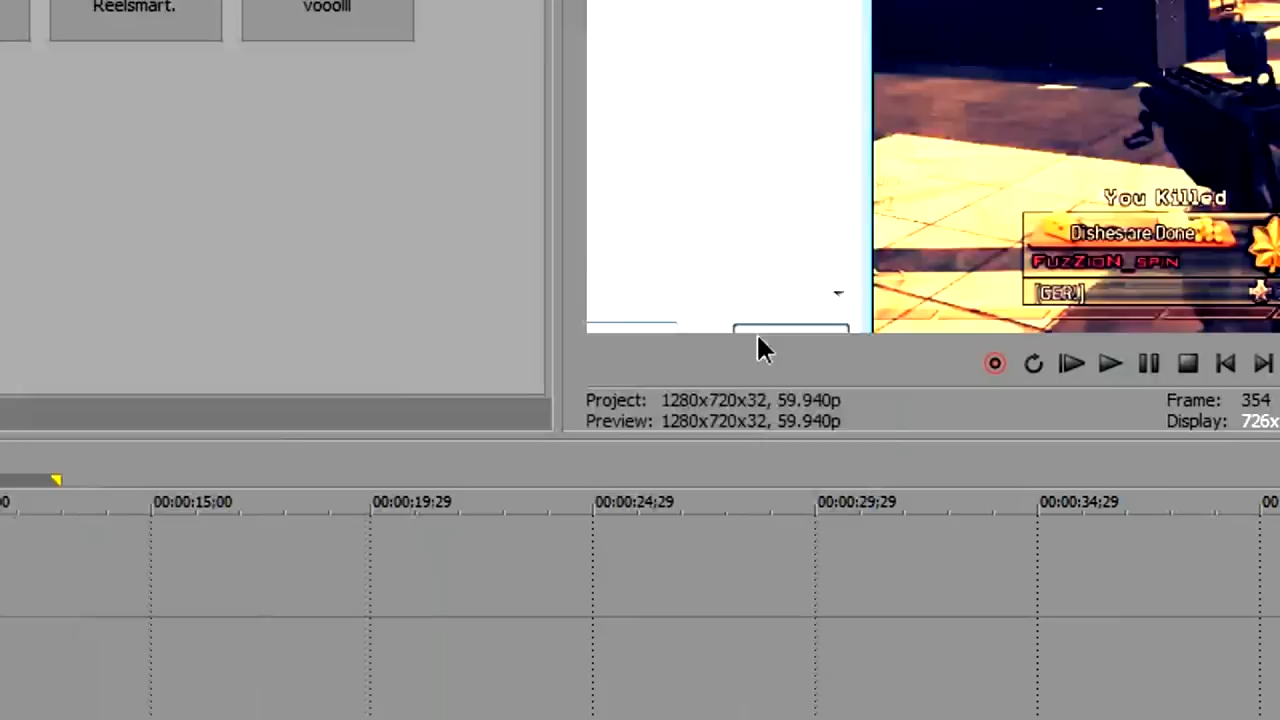 Reelsmart.
vooolll
You Killed
Dishes are Done
FuZZioN_spin
[GER]
Project: 1280x720x32, 59.940p
Preview: 1280x720x32, 59.940p
Frame: 354
Display: 726x
00:00:15;00
00:00:19;29
00:00:24;29
00:00:29;29
00:00:34;29
00